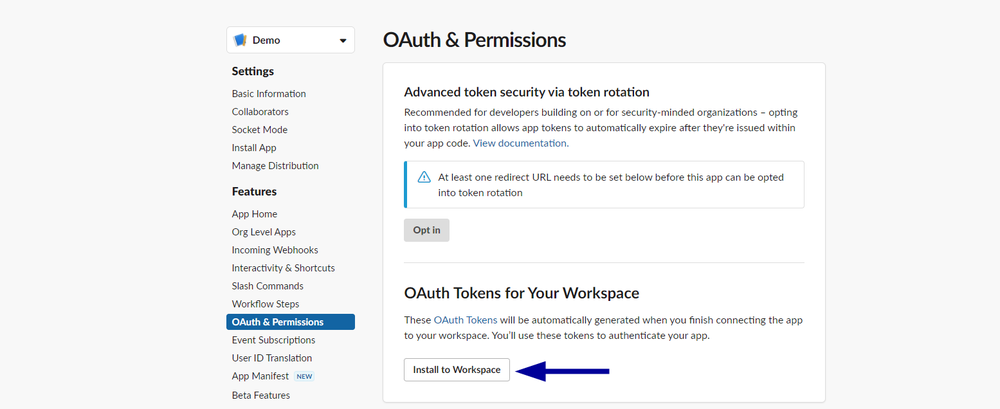 Demo
Settings
Basic Information
Collaborators
Socket Mode
Install App
Manage Distribution
Features
App Home
Org Level Apps
Incoming Webhooks
Interactivity & Shortcuts
Slash Commands
Workflow Steps
OAuth & Permissions
Event Subscriptions
User ID Translation
App Manifest NEW
Beta Features
OAuth & Permissions
Advanced token security via token rotation
Recommended for developers building on or for security-minded organizations – opting
into token rotation allows app tokens to automatically expire after they're issued within
your app code. View documentation.
At least one redirect URL needs to be set below before this app can be opted
into token rotation
Opt in
OAuth Tokens for Your Workspace
These OAuth Tokens will be automatically generated when you finish connecting the app
to your workspace. You'll use these tokens to authenticate your app.
Install to Workspace